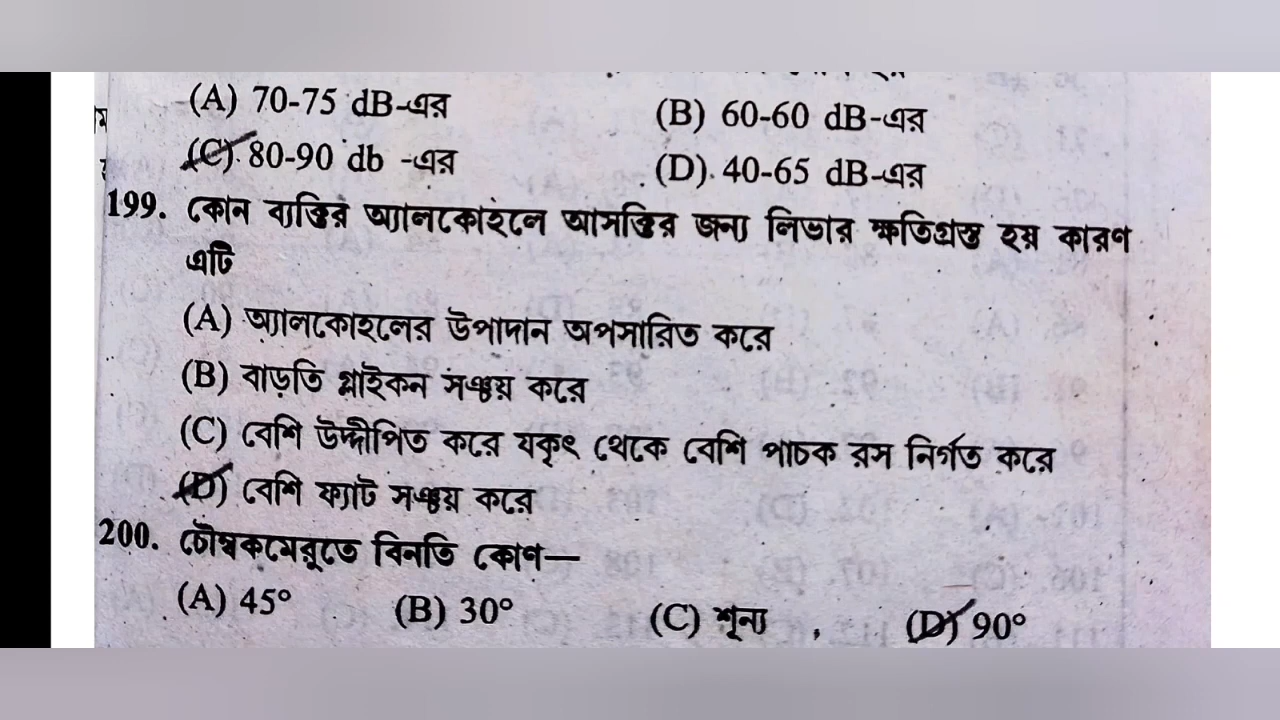 (A) 70-75 dB-এর (B) 60-60 dB-এর
(C) 80-90 db -এর (D) 40-65 dB-এর
199. কোন ব্যক্তির অ্যালকোহলে আসক্তির জন্য লিভার ক্ষতিগ্রস্ত হয় কারণ
এটি
(A) অ্যালকোহলের উপাদান অপসারিত করে
(B) বাড়তি গ্লাইকন সঞ্চয় করে
(C) বেশি উদ্দীপিত করে যকৃৎ থেকে বেশি পাচক রস নির্গত করে
(D) বেশি ফ্যাট সঞ্চয় করে
200. চৌম্বকমেরুতে বিনতি কোণ—
(A) 45° (B) 30° (C) শূন্য (D) 90°